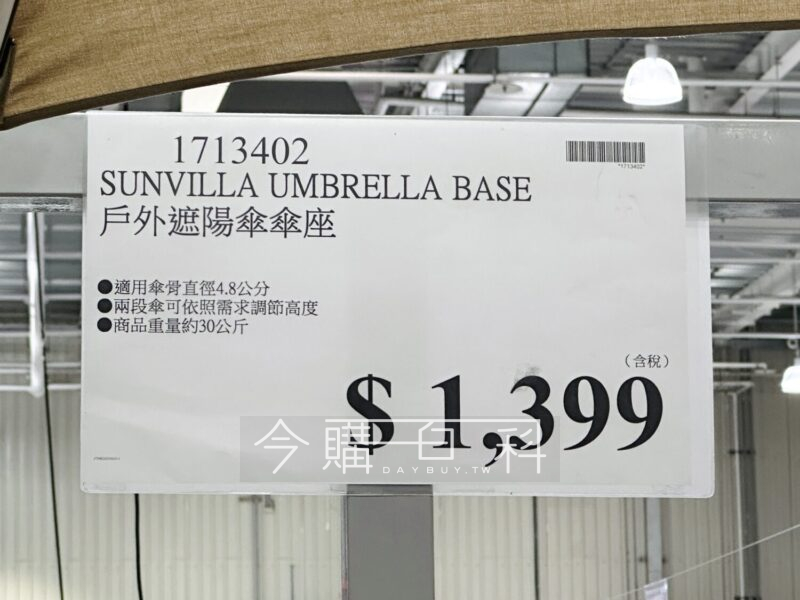 1713402
*1713402*
SUNVILLA UMBRELLA BASE
戶外遮陽傘傘座
●適用傘骨直徑4.8公分
●兩段傘可依照需求調節高度
●商品重量約30公斤
(含稅)
$ 1,399
今購百科
DAYBUY.TW